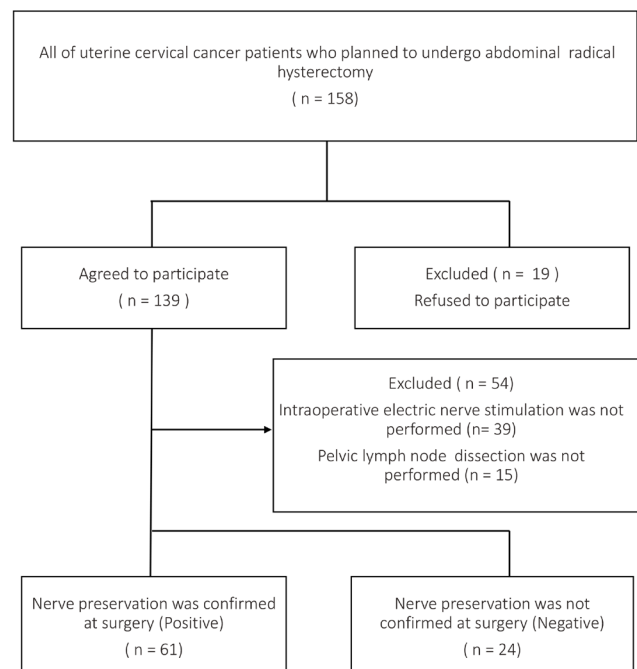 All of uterine cervical cancer patients who planned to undergo abdominal radical
hysterectomy
( n = 158)
Agreed to participate
( n = 139 )
Excluded ( n = 19 )
Refused to participate
Excluded ( n = 54)
Intraoperative electric nerve stimulation was not
performed (n= 39)
Pelvic lymph node dissection was not
performed (n = 15)
Nerve preservation was confirmed
at surgery (Positive)
( n = 61)
Nerve preservation was not
confirmed at surgery (Negative)
( n = 24)